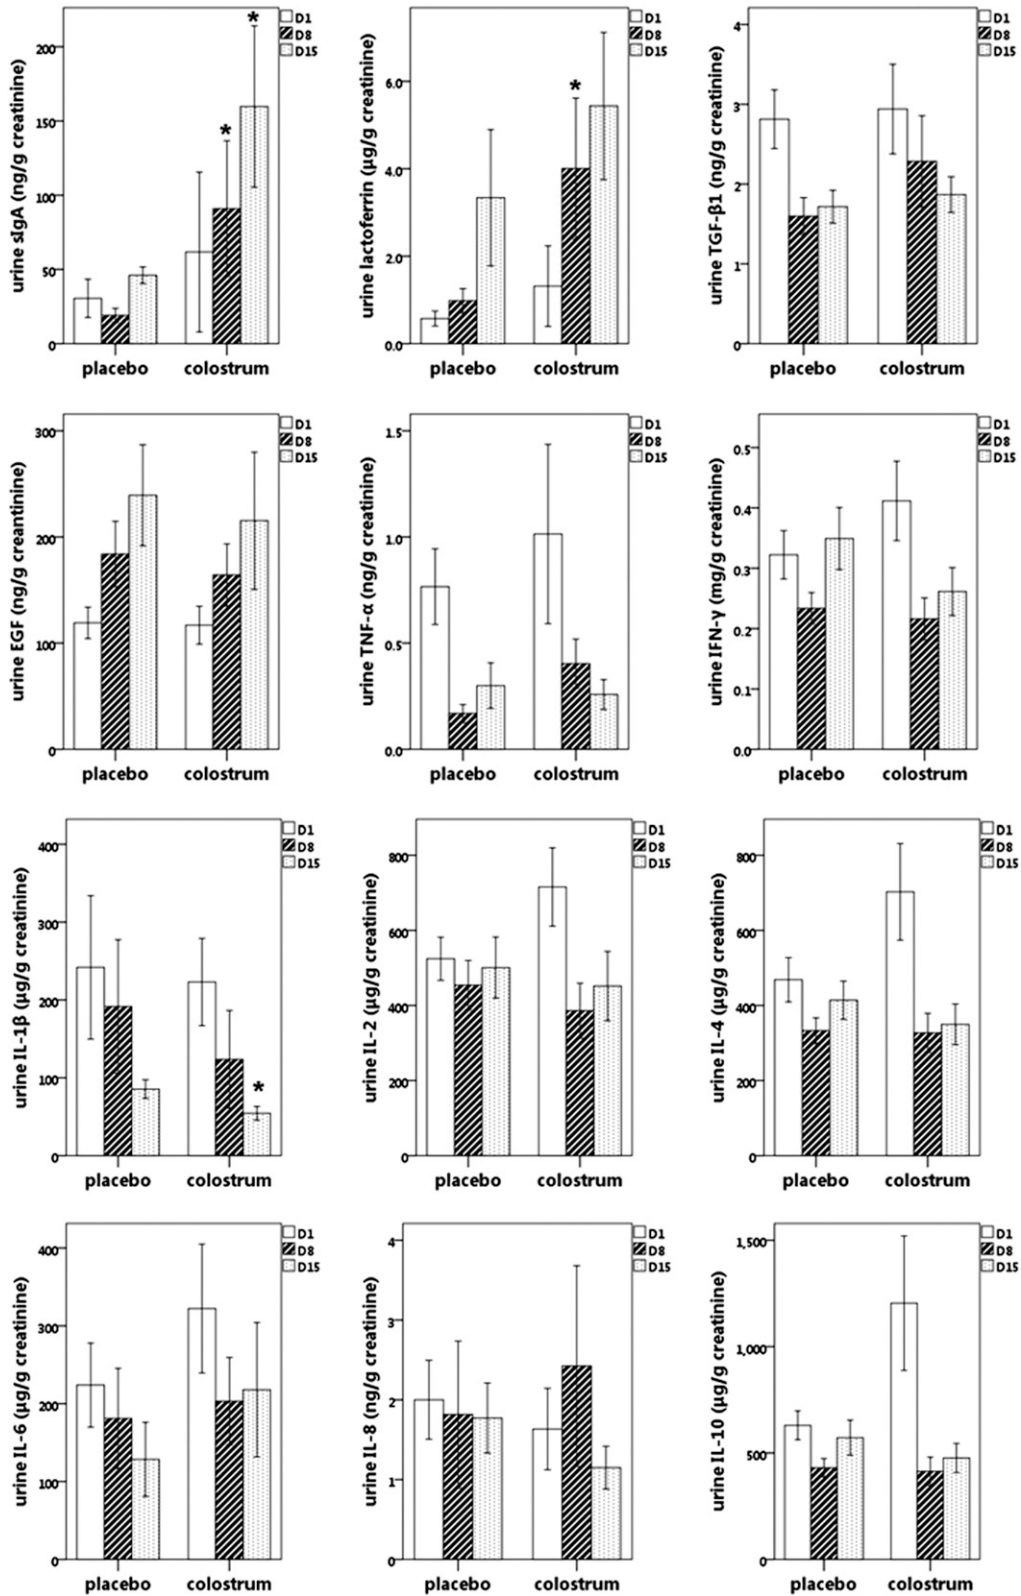 urine sIgA (ng/g creatinine)
200
150
100
50
0
*
*
placebo
colostrum
D1
D8
D15
urine lactoferrin (μg/g creatinine)
6.0
4.0
2.0
0.0
*
placebo
colostrum
D1
D8
D15
urine TGF-β1 (ng/g creatinine)
4
3
2
1
0
placebo
colostrum
D1
D8
D15
urine EGF (ng/g creantinine)
300
200
100
0
placebo
colostrum
D1
D8
D15
urine TNF-α (ng/g creatinine)
1.5
1.0
0.5
0.0
placebo
colostrum
D1
D8
D15
urine IFN-γ (mg/g creatinine)
0.5
0.4
0.3
0.2
0.1
0.0
placebo
colostrum
D1
D8
D15
urine IL-1β (μg/g creatinine)
400
300
200
100
0
*
placebo
colostrum
D1
D8
D15
urine IL-2 (μg/g creatinine)
800
600
400
200
0
placebo
colostrum
D1
D8
D15
urine IL-4 (μg/g creatinine)
800
600
400
200
0
placebo
colostrum
D1
D8
D15
urine IL-6 (μg/g creatinine)
400
300
200
100
0
placebo
colostrum
D1
D8
D15
urine IL-8 (ng/g creatinine)
4
3
2
1
0
placebo
colostrum
D1
D8
D15
urine IL-10 (μg/g creatinine)
1,500
1,000
500
0
placebo
colostrum
D1
D8
D15